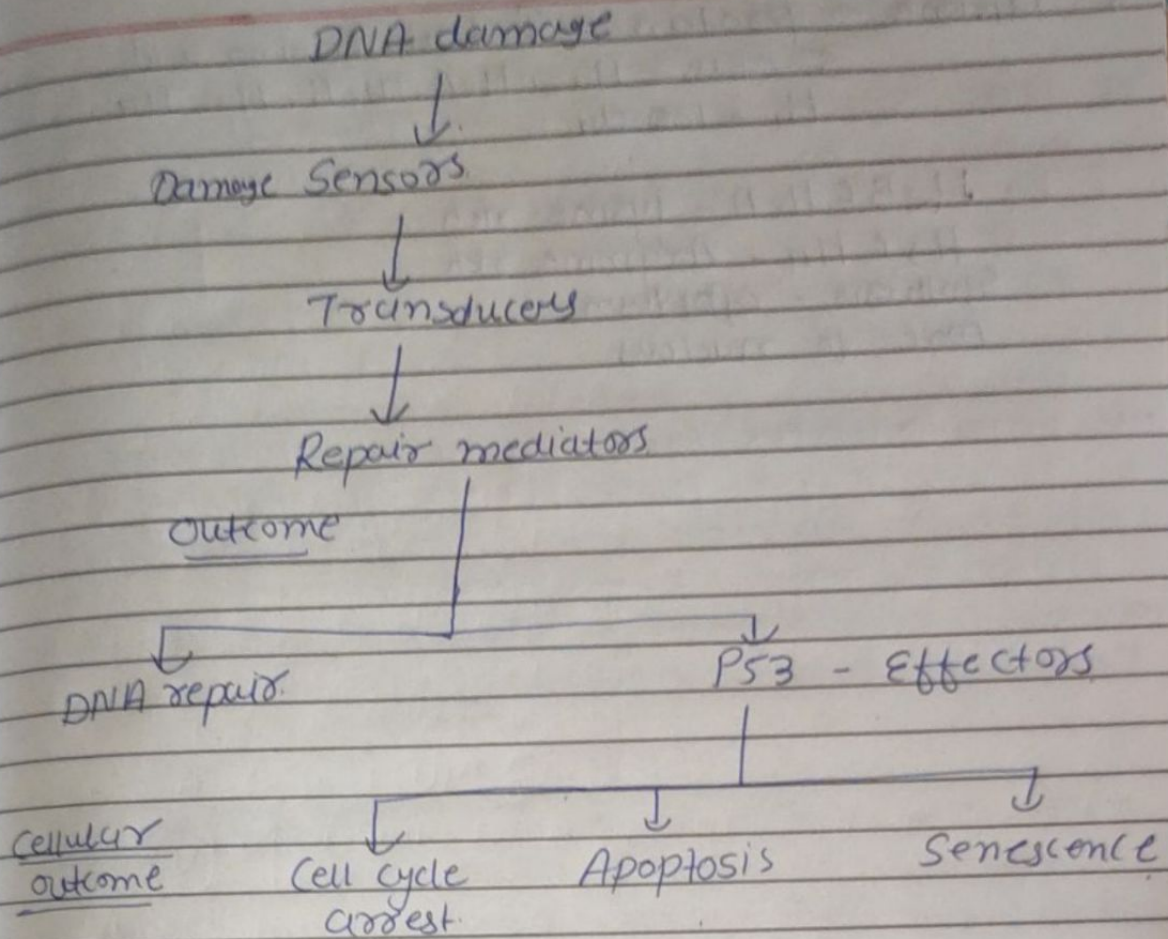 DNA damage
Damage Sensors
Transducers
Repair mediators
Outcome
DNA repair
P53 - Effectors
Cellular
outcome
Cell cycle
arrest.
Apoptosis
Senescence